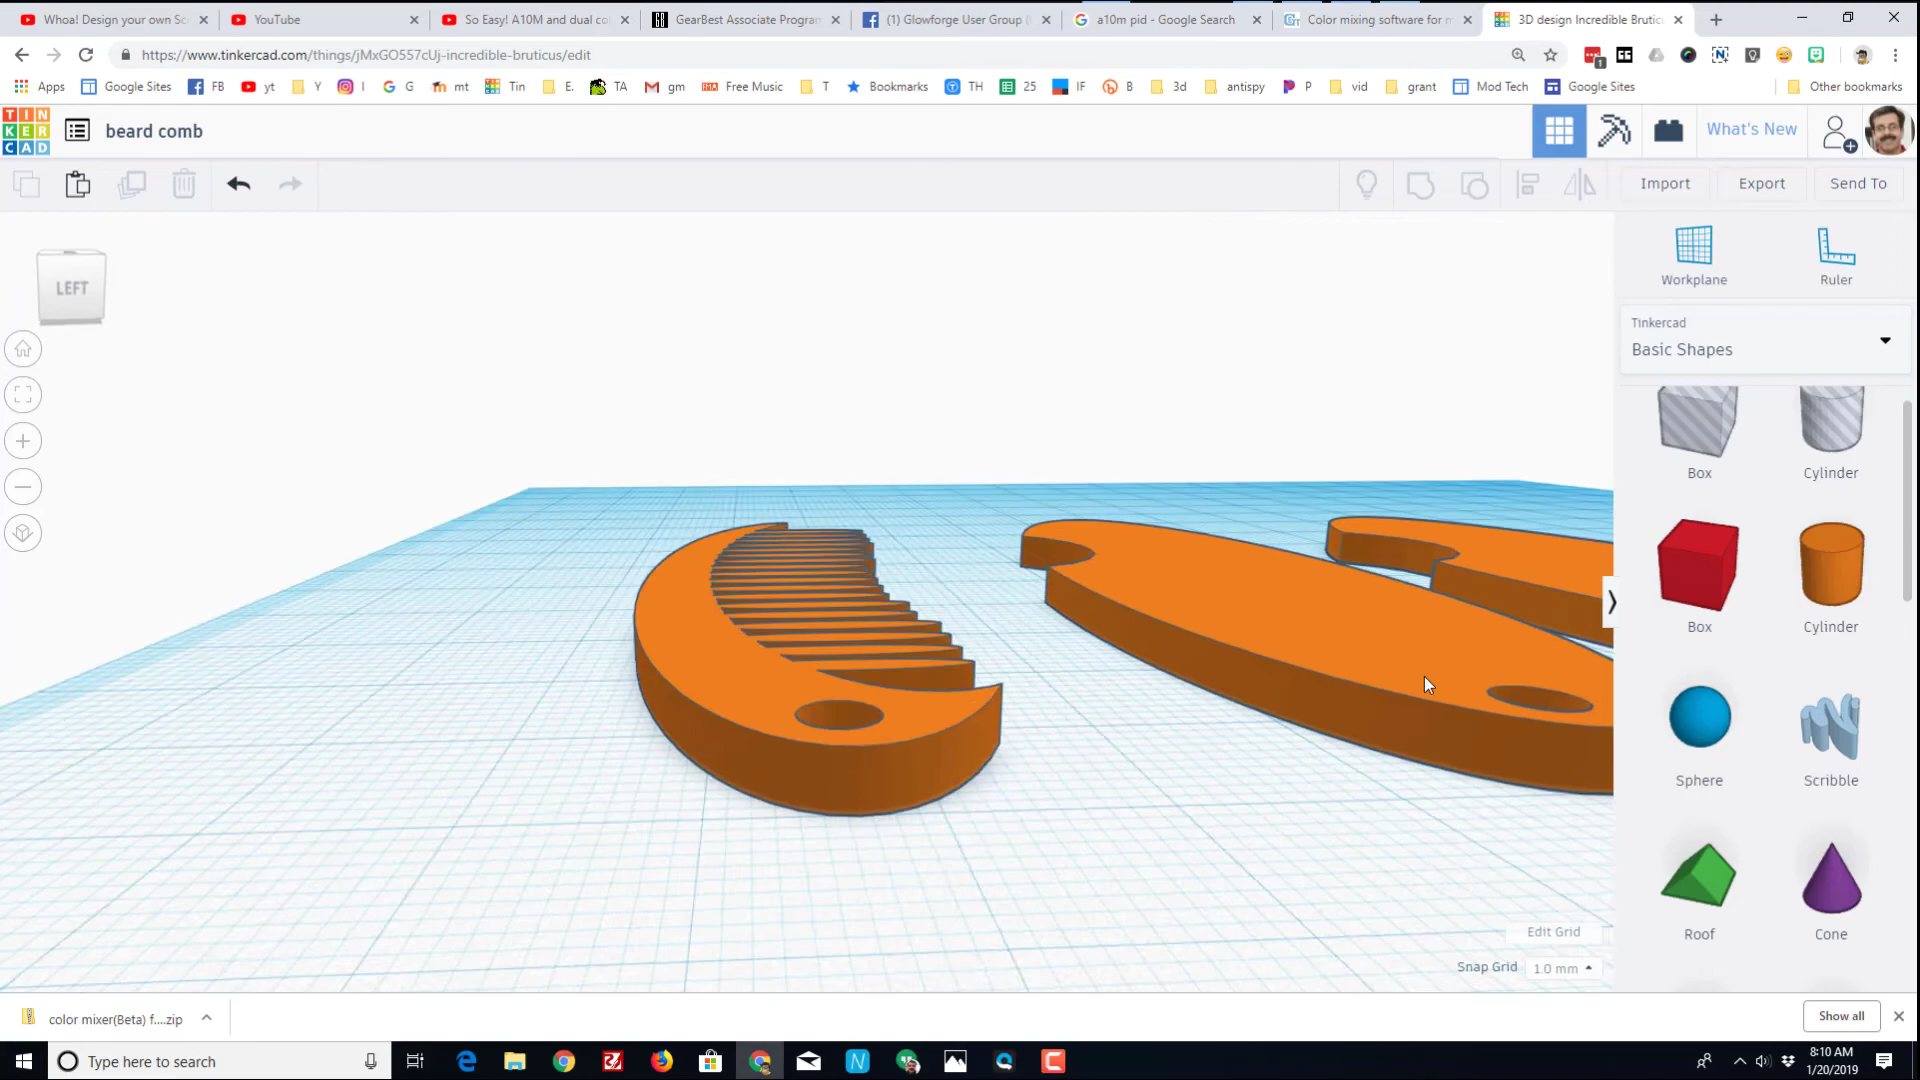 Whoa! Design your own Sc
YouTube
So Easy! A10M and dual co
GearBest Associate Program
(1) Glowforge User Group (
a10m pid - Google Search
Color mixing software for m
3D design Incredible Brutic
https://www.tinkercad.com/things/jMxGO557cUj-incredible-bruticus/edit
1
Apps
Google Sites
FB
yt
Y
I
G
mt
Tin
E.
TA
gm
Free Music
T
Bookmarks
TH
25
IF
B
3d
antispy
P
vid
grant
Mod Tech
Google Sites
Other bookmarks
TIN
KER
CAD
beard comb
What's New
Import
Export
Send To
LEFT
Workplane
Ruler
Tinkercad
Basic Shapes
Box
Cylinder
Box
Cylinder
Sphere
Scribble
Roof
Cone
Edit Grid
Snap Grid
1.0 mm
color mixer(Beta) f....zip
Show all
Type here to search
8:10 AM
1/20/2019